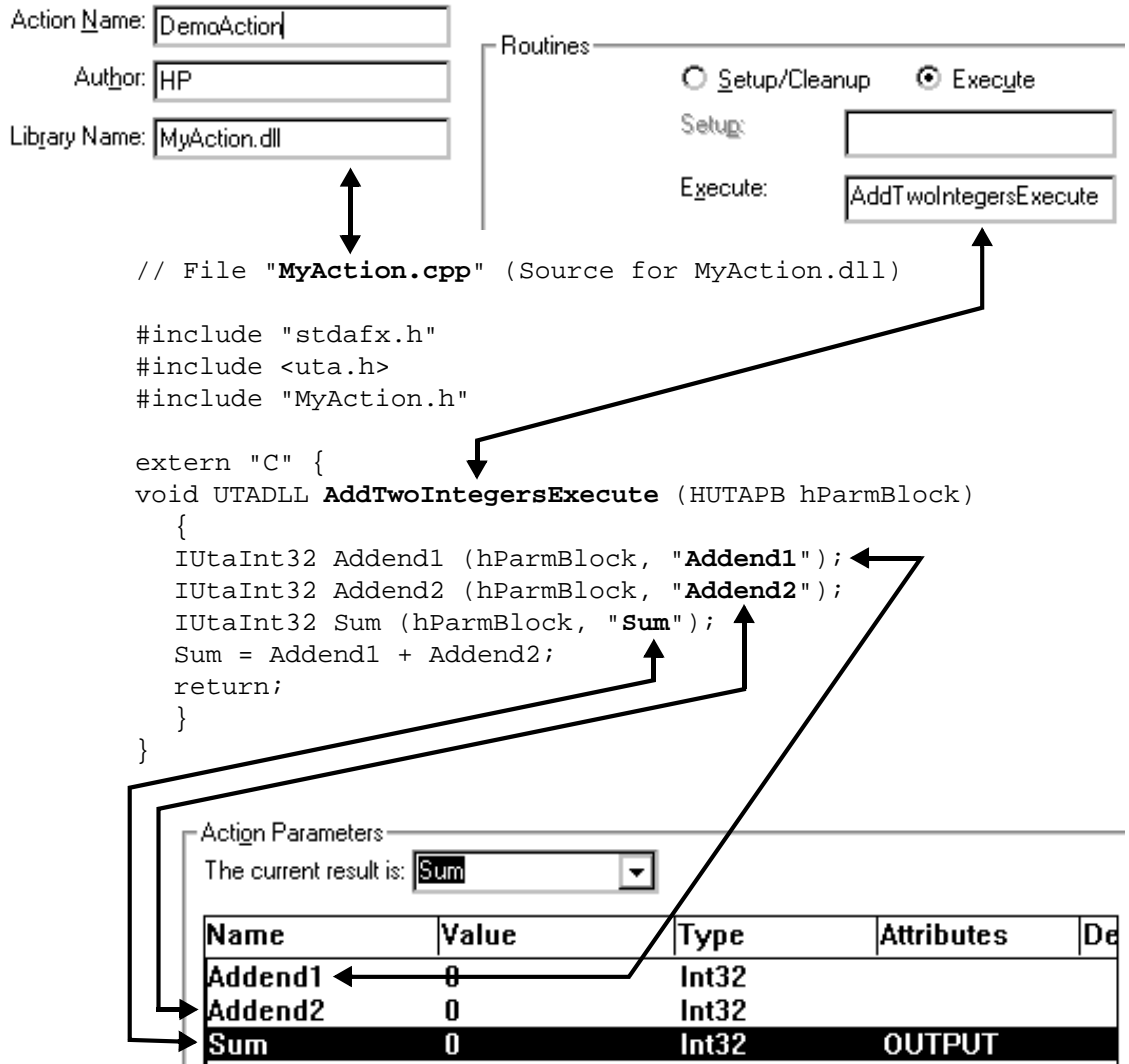 Action Name: DemoAction
Author: HP
Library Name: MyAction.dll
Routines
Setup/Cleanup Execute
Setup:
Execute: AddTwoIntegersExecute
// File "MyAction.cpp" (Source for MyAction.dll)
#include "stdafx.h"
#include <uta.h>
#include "MyAction.h"
extern "C" {
void UTADLL AddTwoIntegersExecute (HUTAPB hParmBlock)
{
IUtaInt32 Addend1 (hParmBlock, "Addend1");
IUtaInt32 Addend2 (hParmBlock, "Addend2");
IUtaInt32 Sum (hParmBlock, "Sum");
Sum = Addend1 + Addend2;
return;
}
}
Action Parameters
The current result is: Sum
Name Value Type Attributes De
Addend1 0 Int32
Addend2 0 Int32
Sum 0 Int32 OUTPUT